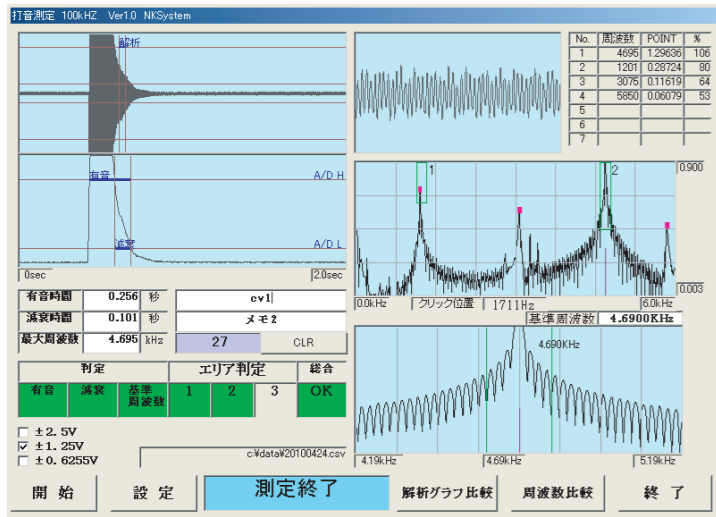 打音測定 100kHZ Ver1.0 NKSystem
解析
有音
A/D H
減衰
A/D L
0sec
2.0sec
有音時間 0.256 秒 cv1
減衰時間 0.101 秒 メモ2
最大周波数 4.695 kHz 27 CLR
判定 エリア判定 総合
有音 減衰 基準周波数 1 2 3 OK
±2.5V
±1.25V
±0.6255V
c:¥data¥20100424.csv
No. 周波数 POINT %
1 4695 1.29636 106
2 1201 0.28724 80
3 3075 0.11619 64
4 5850 0.06079 53
5
6
7
1
2
0.900
0.003
0.0kHz クリック位置 1711Hz 6.0kHz
基準周波数 4.6900KHz
4.690KHz
4.19kHz 4.69kHz 5.19kHz
開始 設定 測定終了 解析グラフ比較 周波数比較 終了